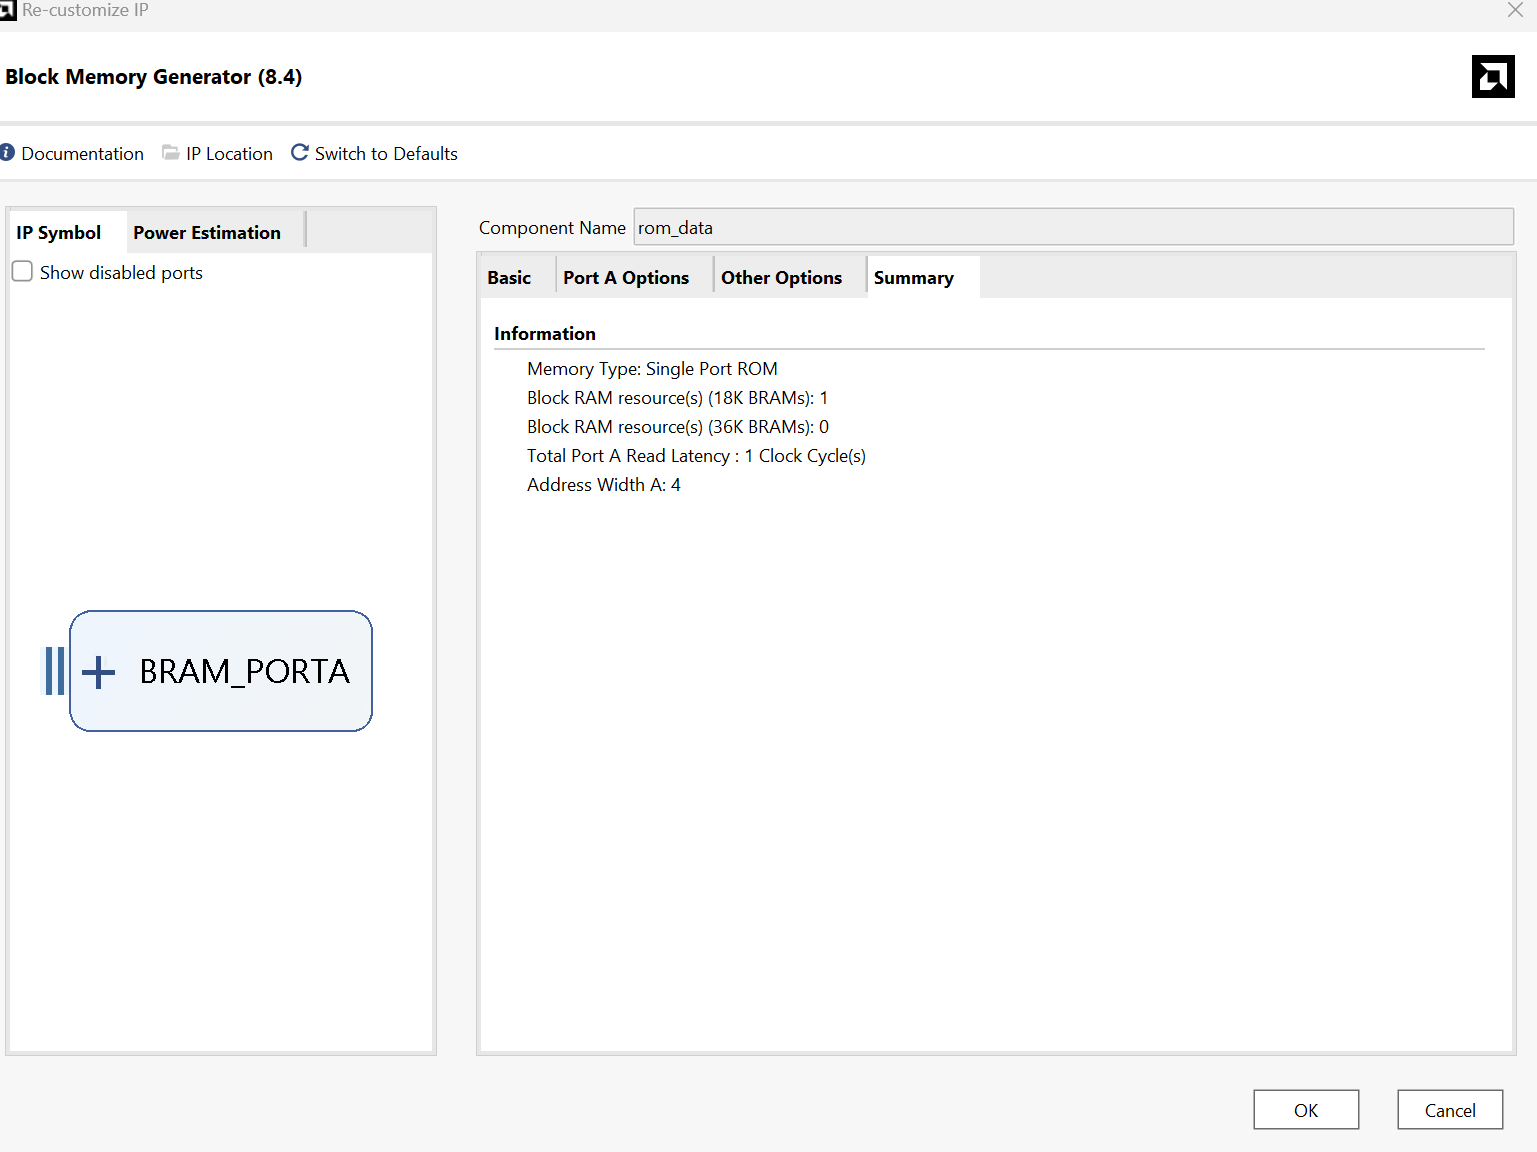 Re-customize IP
Block Memory Generator (8.4)
Documentation IP Location Switch to Defaults
IP Symbol Power Estimation
Show disabled ports
BRAM_PORTA
Component Name rom_data
Basic Port A Options Other Options Summary
Information
Memory Type: Single Port ROM
Block RAM resource(s) (18K BRAMs): 1
Block RAM resource(s) (36K BRAMs): 0
Total Port A Read Latency : 1 Clock Cycle(s)
Address Width A: 4
OK Cancel